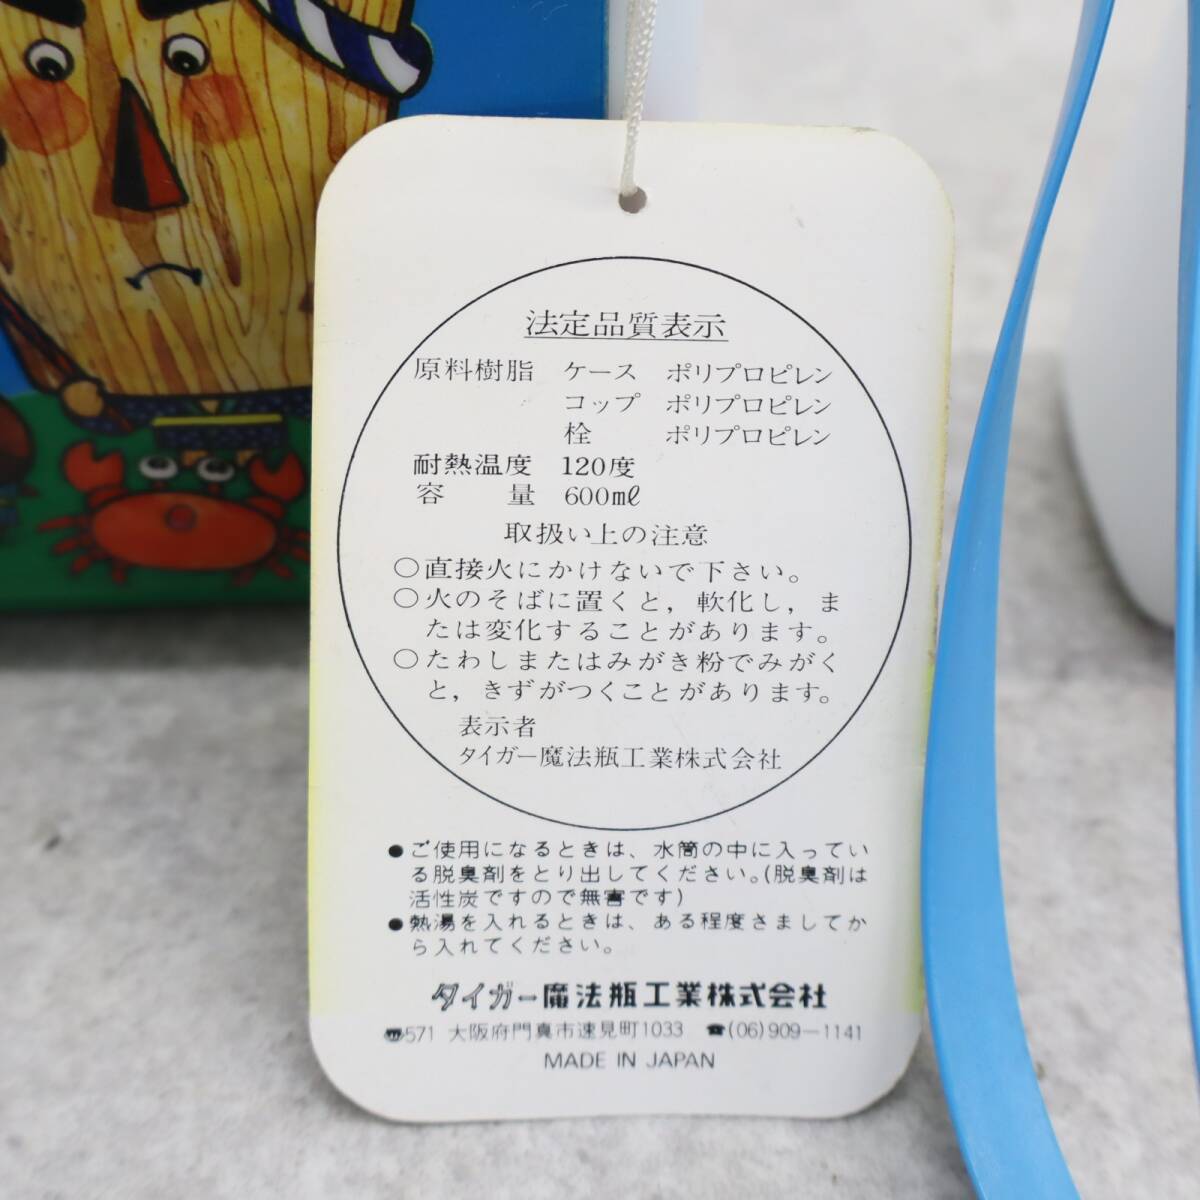 法定品質表示
原料樹脂 ケース ポリプロピレン
コップ ポリプロピレン
栓 ポリプロピレン
耐熱温度 120度
容量 600mℓ
取扱い上の注意
○直接火にかけないで下さい。
○火のそばに置くと，軟化し，ま
たは変化することがあります。
○たわしまたはみがき粉でみがく
と，きずがつくことがあります。
表示者
タイガー魔法瓶工業株式会社
●ご使用になるときは、水筒の中に入ってい
る脱臭剤をとり出してください。(脱臭剤は
活性炭ですので無害です)
●熱湯を入れるときは、ある程度さましてか
ら入れてください。
タイガー魔法瓶工業株式会社
〠571 大阪府門真市速見町1033 ☎(06)909－1141
MADE IN JAPAN